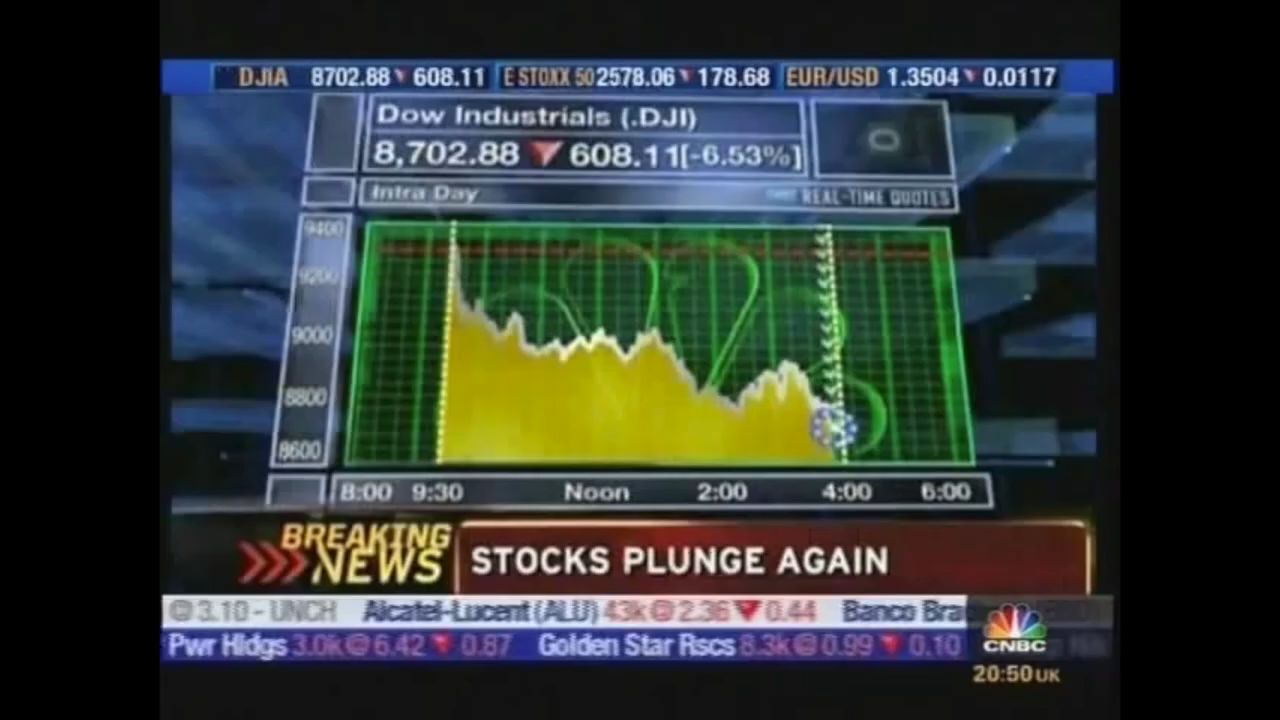 DJIA 8702.88 ▼ 608.11 E STOXX 50 2578.06 ▼ 178.68 EUR/USD 1.3504 ▼ 0.0117
Dow Industrials (.DJI)
8,702.88 ▼ 608.11[-6.53%]
Intra Day REAL-TIME QUOTES
9400
9200
9000
8800
8600
8:00 9:30 Noon 2:00 4:00 6:00
BREAKING
NEWS
STOCKS PLUNGE AGAIN
@3.10 - UNCH Alcatel-Lucent (ALU) 43k@2.36 ▼ 0.44 Banco
Pwr Hldgs 3.0k@6.42 ▼ 0.87 Golden Star Rscs 8.3k@0.99 ▼ 0.10
CNBC
20:50 UK